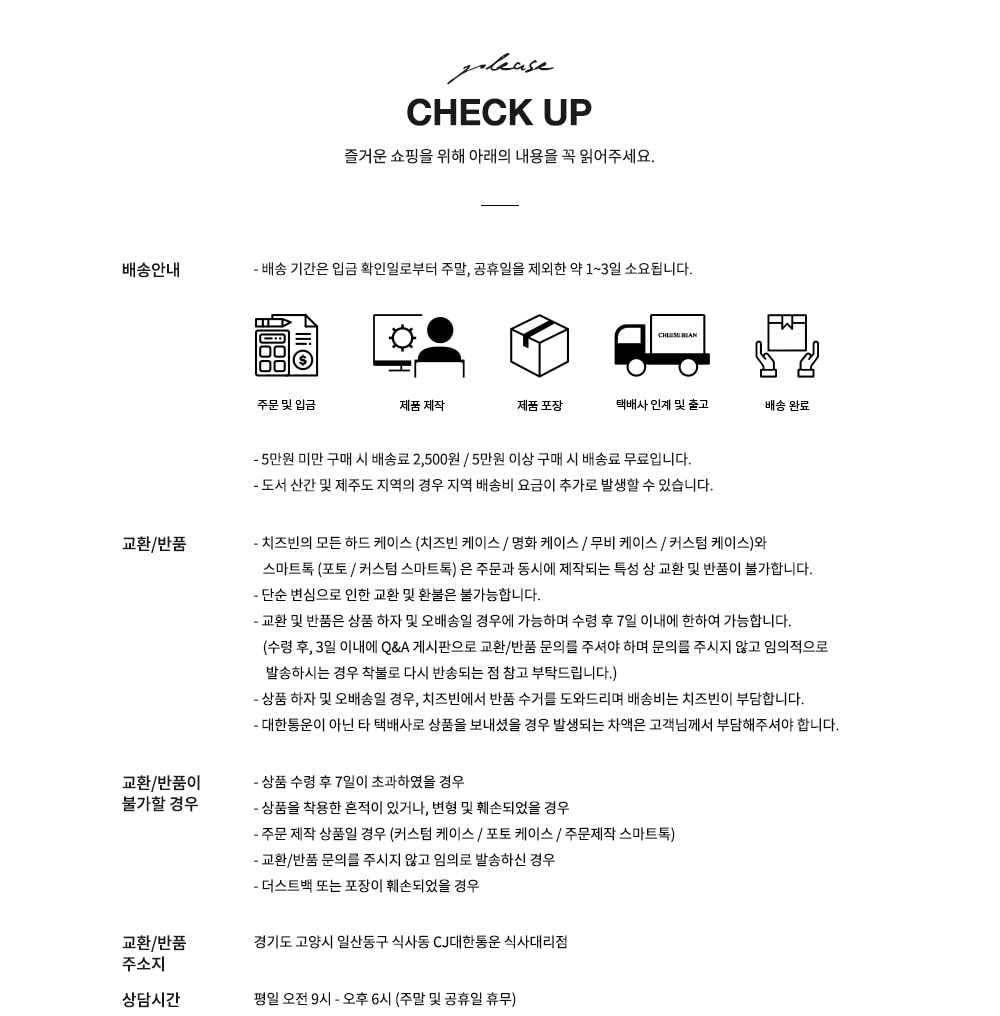 please
CHECK UP
즐거운 쇼핑을 위해 아래의 내용을 꼭 읽어주세요.
배송안내
- 배송 기간은 입금 확인일로부터 주말, 공휴일을 제외한 약 1~3일 소요됩니다.
CHEESE BEAN
주문 및 입금
제품 제작
제품 포장
택배사 인계 및 출고
배송 완료
- 5만원 미만 구매 시 배송료 2,500원 / 5만원 이상 구매 시 배송료 무료입니다.
- 도서 산간 및 제주도 지역의 경우 지역 배송비 요금이 추가로 발생할 수 있습니다.
교환/반품
- 치즈빈의 모든 하드 케이스 (치즈빈 케이스 / 명화 케이스 / 무비 케이스 / 커스텀 케이스)와
스마트톡 (포토 / 커스텀 스마트톡) 은 주문과 동시에 제작되는 특성 상 교환 및 반품이 불가합니다.
- 단순 변심으로 인한 교환 및 환불은 불가능합니다.
- 교환 및 반품은 상품 하자 및 오배송일 경우에 가능하며 수령 후 7일 이내에 한하여 가능합니다.
(수령 후, 3일 이내에 Q&A 게시판으로 교환/반품 문의를 주셔야 하며 문의를 주시지 않고 임의적으로
발송하시는 경우 착불로 다시 반송되는 점 참고 부탁드립니다.)
- 상품 하자 및 오배송일 경우, 치즈빈에서 반품 수거를 도와드리며 배송비는 치즈빈이 부담합니다.
- 대한통운이 아닌 타 택배사로 상품을 보내셨을 경우 발생되는 차액은 고객님께서 부담해주셔야 합니다.
교환/반품이
불가할 경우
- 상품 수령 후 7일이 초과하였을 경우
- 상품을 착용한 흔적이 있거나, 변형 및 훼손되었을 경우
- 주문 제작 상품일 경우 (커스텀 케이스 / 포토 케이스 / 주문제작 스마트톡)
- 교환/반품 문의를 주시지 않고 임의로 발송하신 경우
- 더스트백 또는 포장이 훼손되었을 경우
교환/반품
주소지
경기도 고양시 일산동구 식사동 CJ대한통운 식사대리점
상담시간
평일 오전 9시 - 오후 6시 (주말 및 공휴일 휴무)